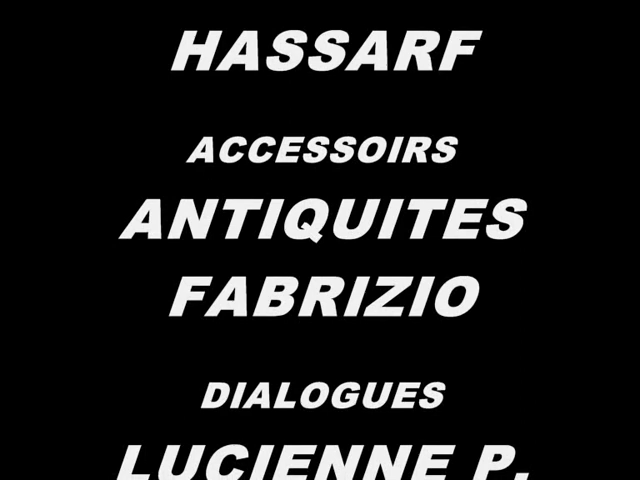 HASSARF
ACCESSOIRS
ANTIQUITES
FABRIZIO
DIALOGUES
LUCIENNE P.